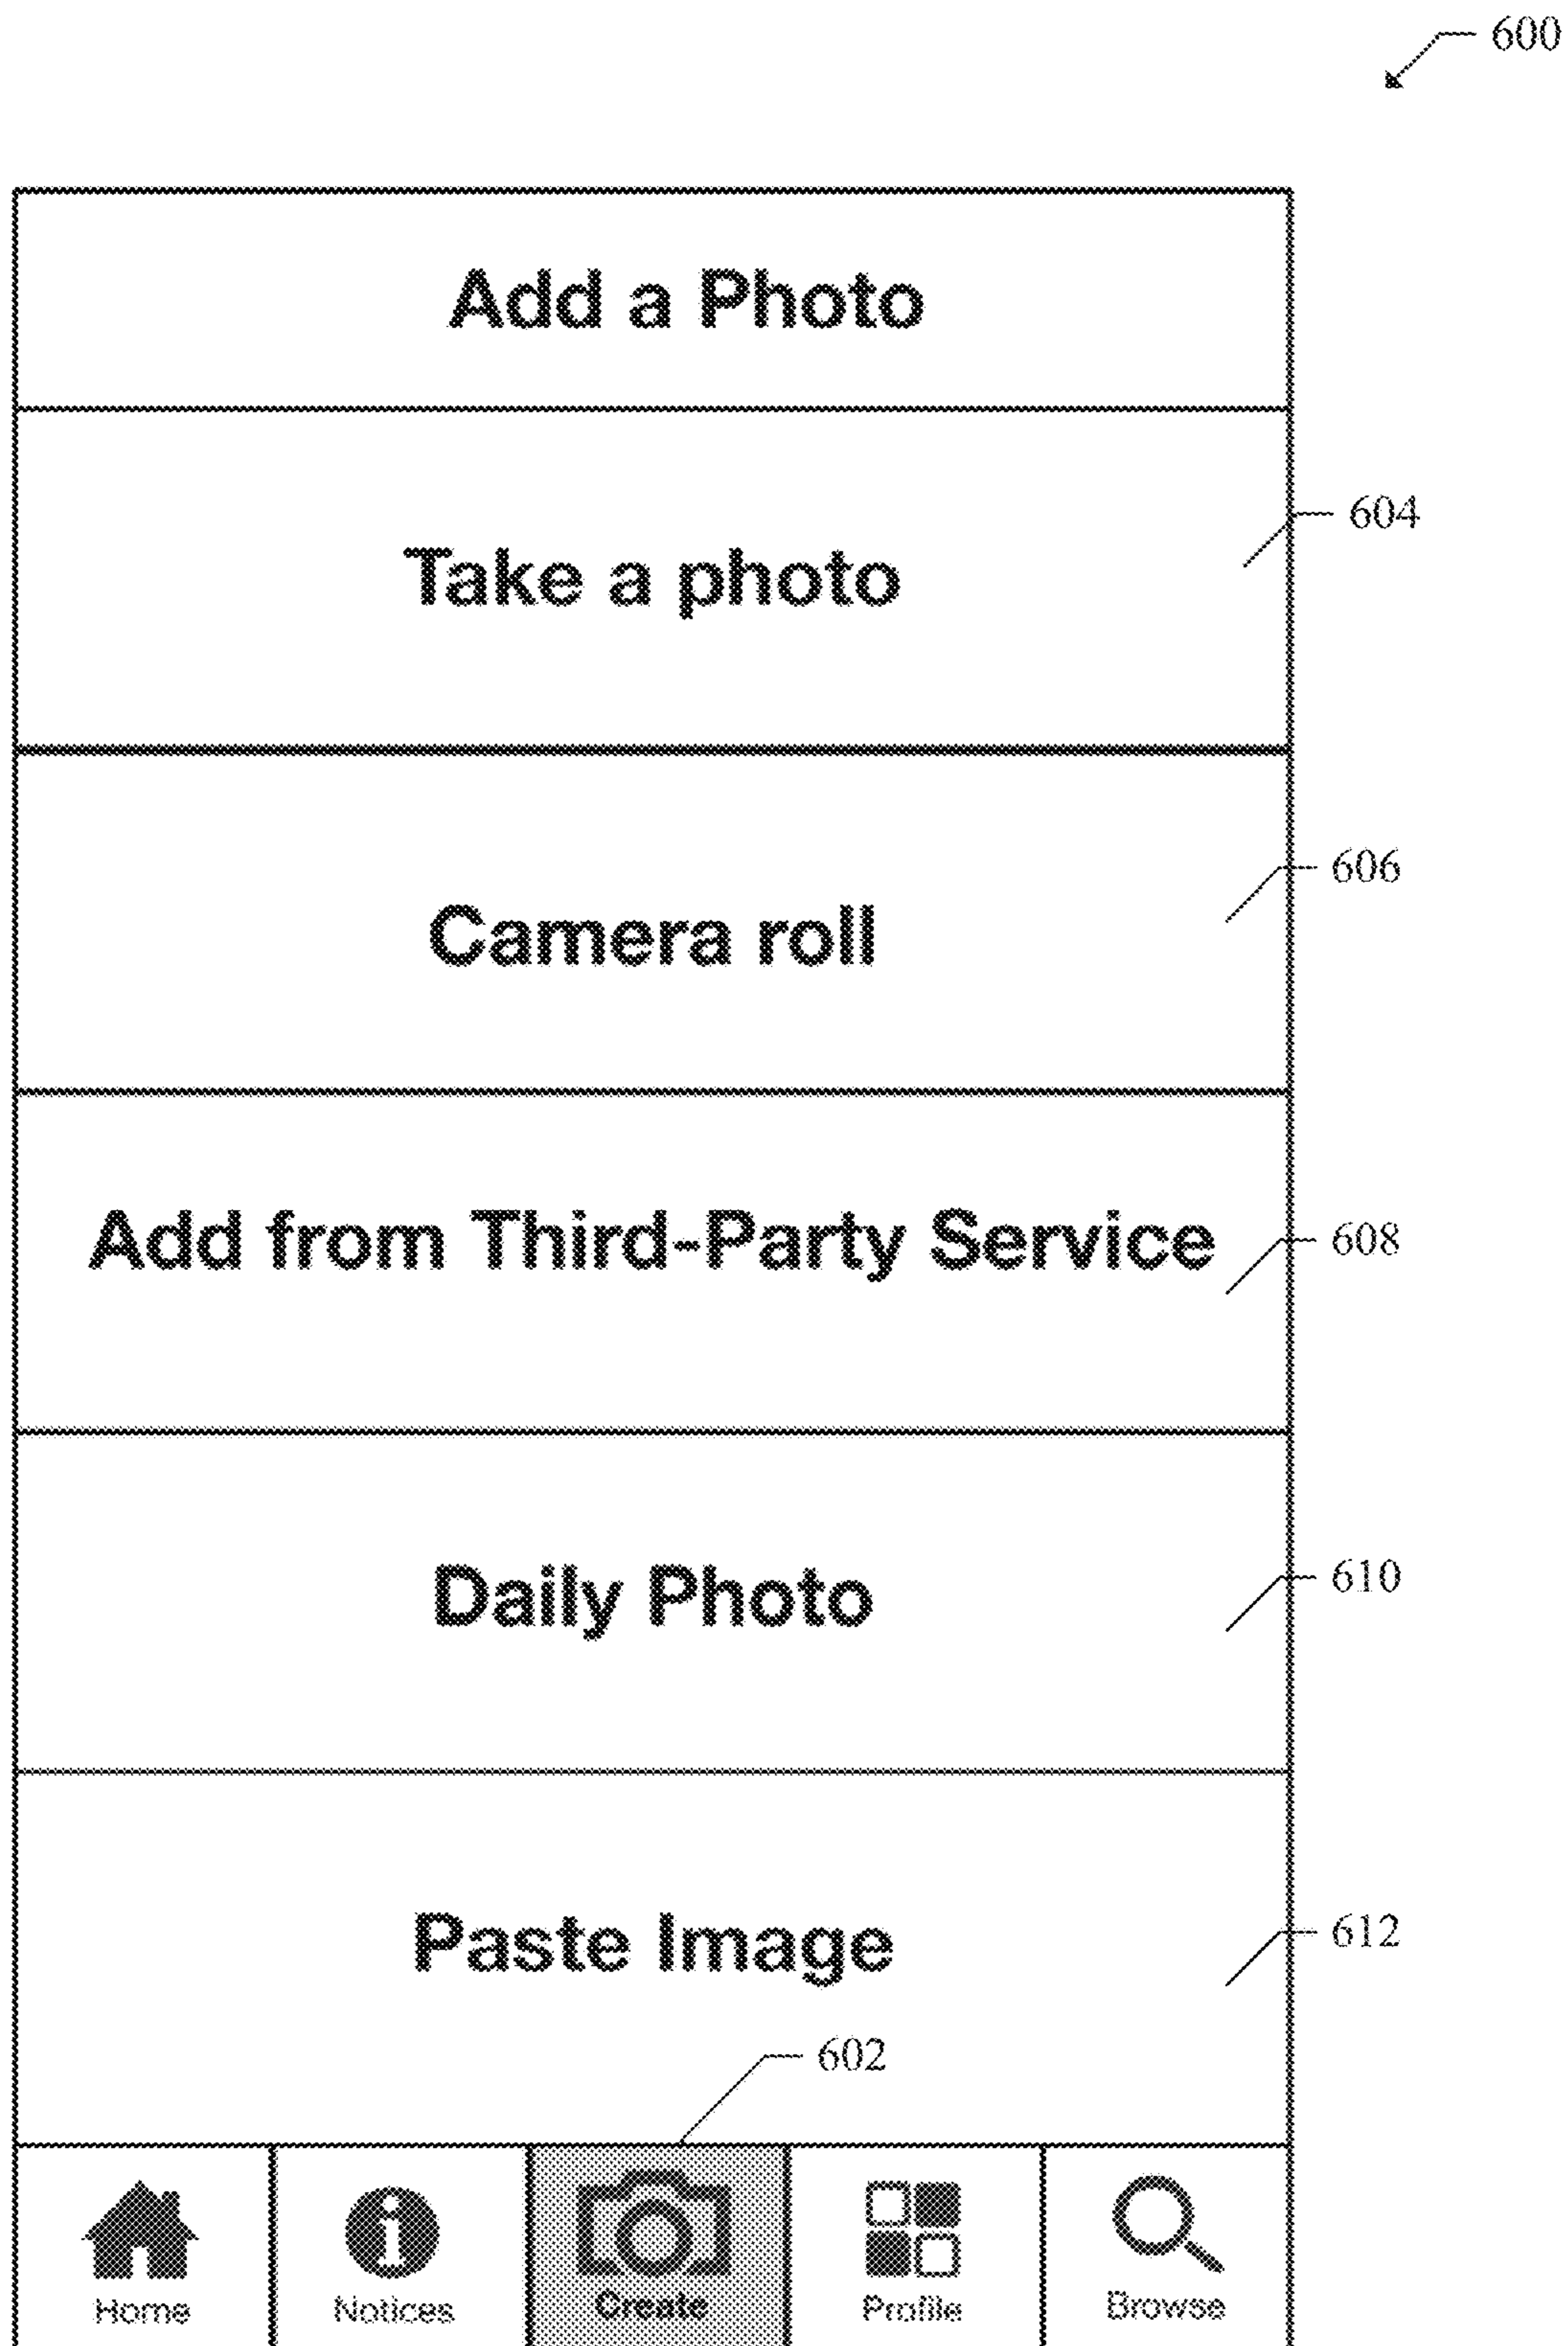 600
Add a Photo
604
Take a photo
606
Camera roll
Add from Third-Party Service
608
610
Daily Photo
612
Paste Image
602
Home
Notices
Create
Profile
Browse